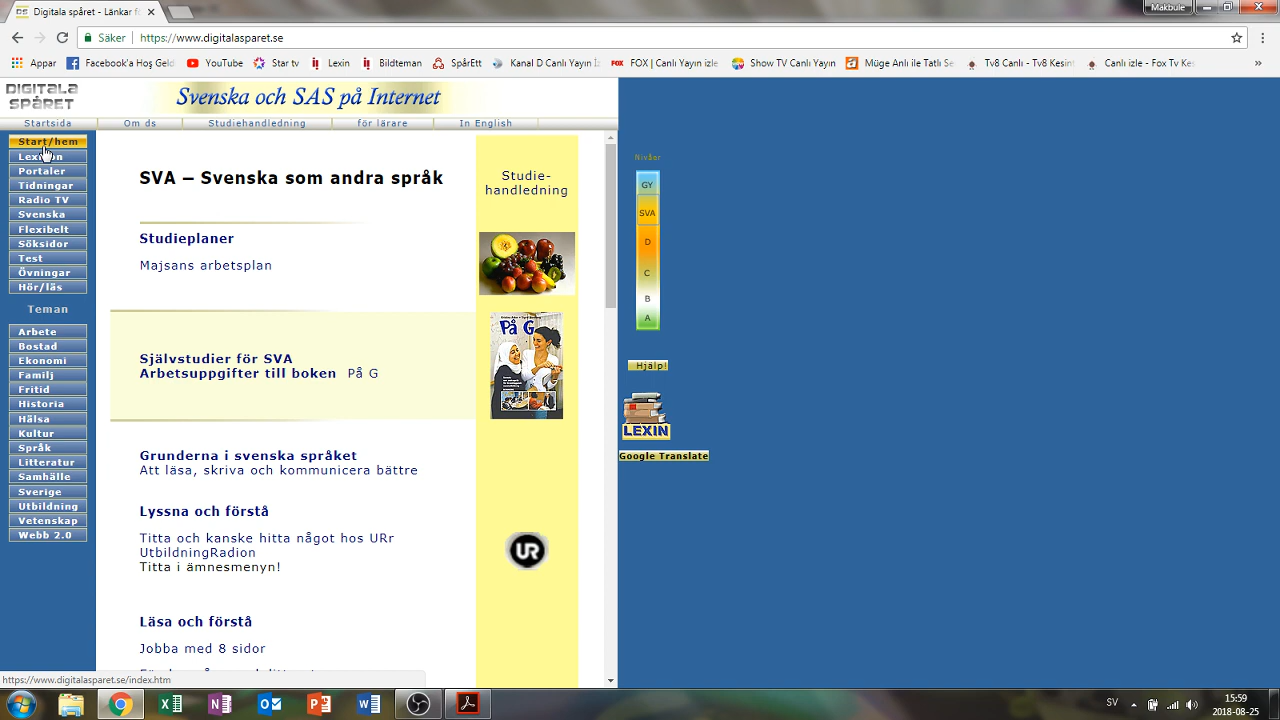 Digitala spåret - Länkar fö
Makbule
Säker
https://www.digitalasparet.se
Appar
Facebook'a Hoş Geld
YouTube
Star tv
Lexin
Bildteman
SpårEtt
Kanal D Canlı Yayın İz
FOX | Canlı Yayın izle
Show TV Canlı Yayın
Müge Anlı ile Tatlı Se
Tv8 Canlı - Tv8 Kesint
Canlı izle - Fox Tv Kes
»
DIGITALA
SPÅRET
Svenska och SAS på Internet
Startsida
Om ds
Studiehandledning
för lärare
In English
Start/hem
Lexikon
Portaler
Tidningar
Radio TV
Svenska
Flexibelt
Söksidor
Test
Övningar
Hör/läs
Teman
Arbete
Bostad
Ekonomi
Familj
Fritid
Historia
Hälsa
Kultur
Språk
Litteratur
Samhälle
Sverige
Utbildning
Vetenskap
Webb 2.0
SVA – Svenska som andra språk
Studieplaner
Majsans arbetsplan
Självstudier för SVA
Arbetsuppgifter till boken På G
Grunderna i svenska språket
Att läsa, skriva och kommunicera bättre
Lyssna och förstå
Titta och kanske hitta något hos URr
UtbildningRadion
Titta i ämnesmenyn!
Läsa och förstå
Jobba med 8 sidor
Studie-
handledning
På G
UR
Nivåer
GY
SVA
D
C
B
A
Hjälp!
LEXIN
Google Translate
https://www.digitalasparet.se/index.htm
SV
15:59
2018-08-25